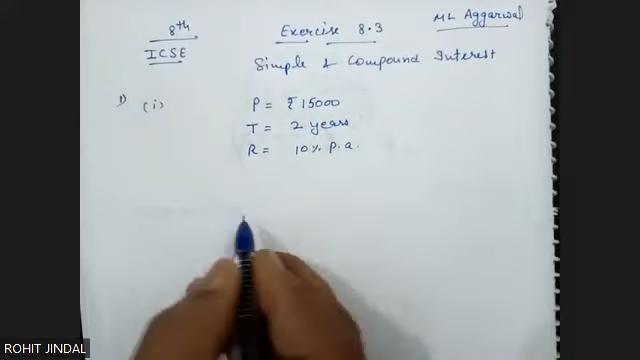 8th
ICSE
Exercise 8.3
ML Aggarwal
Simple & Compound Interest
1) (i)
P = ₹15000
T = 2 years
R = 10% p.a.
ROHIT JINDAL